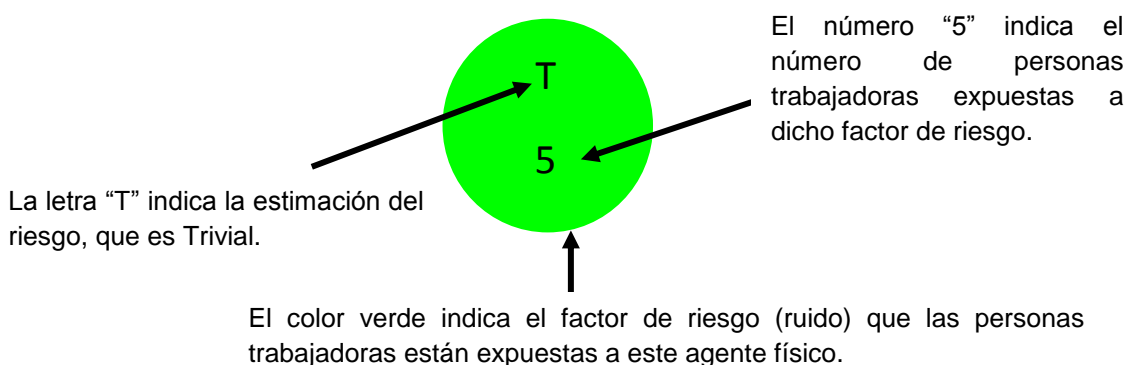 El número “5” indica el
número de personas
trabajadoras expuestas a
dicho factor de riesgo.
T
5
La letra “T” indica la estimación del
riesgo, que es Trivial.
El color verde indica el factor de riesgo (ruido) que las personas
trabajadoras están expuestas a este agente físico.